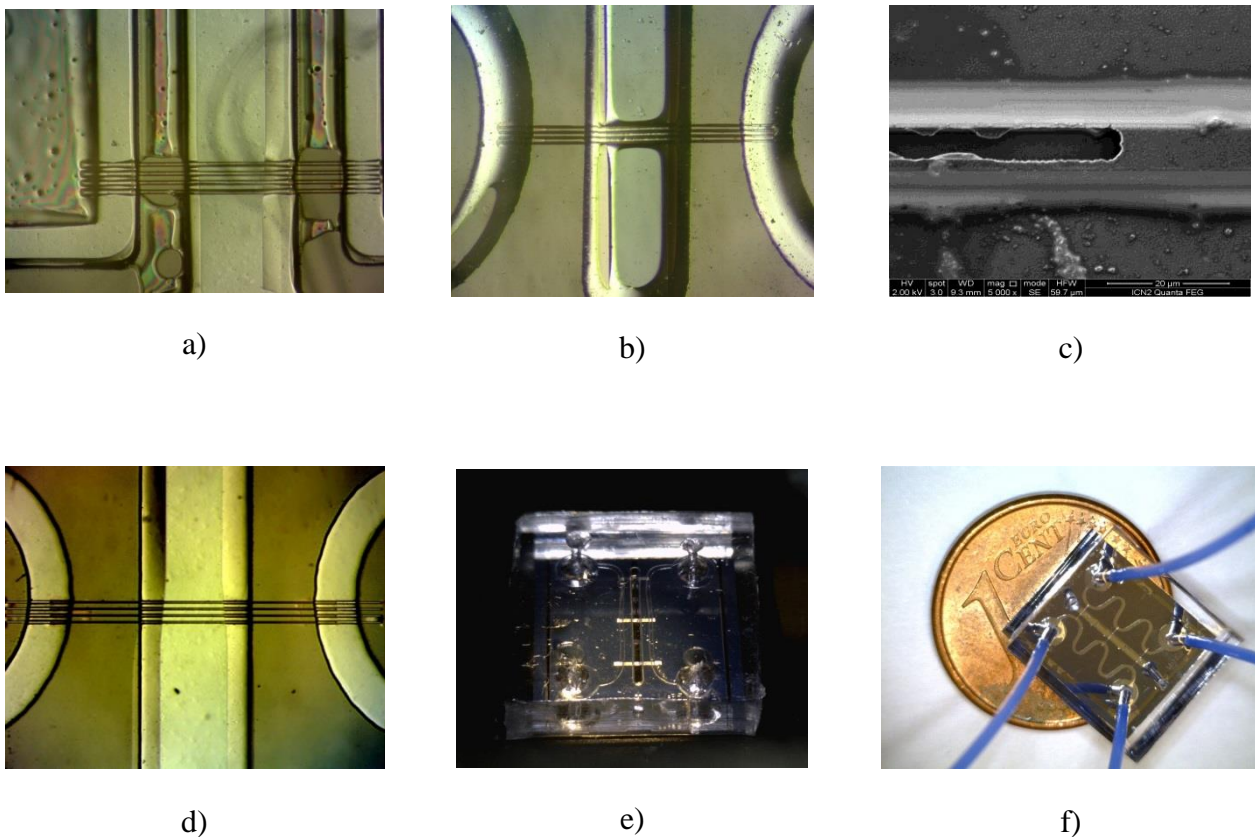 HV spot WD mag □ mode HFW 20 µm
2.00 kV 3.0 9.3 mm 5 000 x SE 59.7 µm ICN2 Quanta FEG
a)
b)
c)
1 EURO
CENT
d)
e)
f)